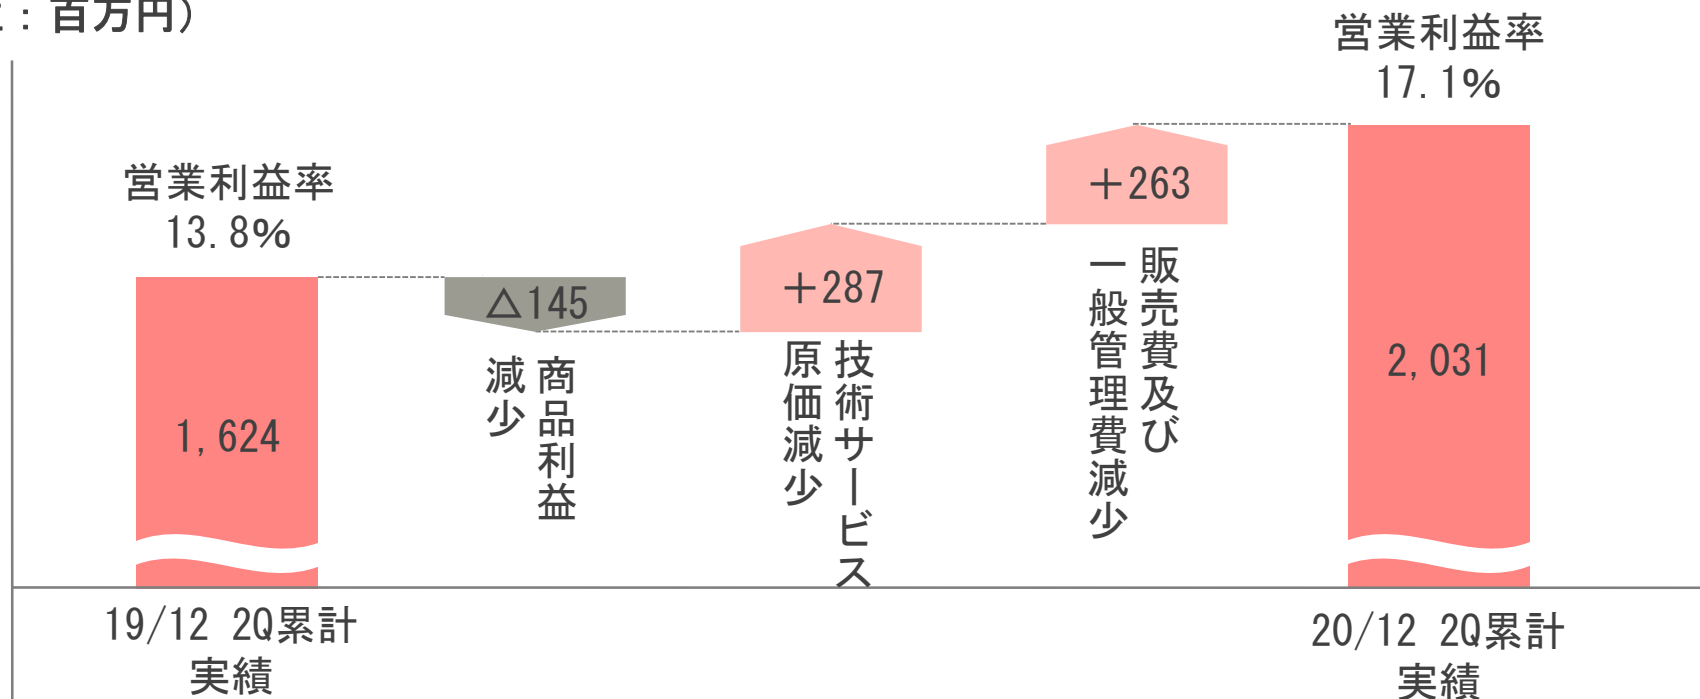 ：百万円）
営業利益率
13.8%
1,624
19/12 2Q累計
実績
△145
商品利益
減少
＋287
技術サービス
原価減少
＋263
販売費及び
一般管理費減少
営業利益率
17.1%
2,031
20/12 2Q累計
実績